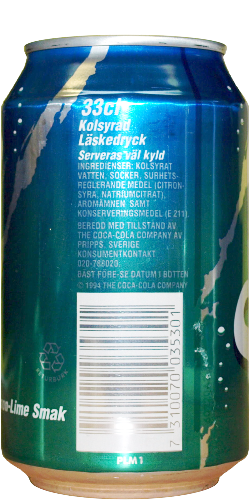 33cl
Kolsyrad
Läskedryck
Serveras väl kyld
INGREDIENSER: KOLSYRAT
VATTEN, SOCKER, SURHETS-
REGLERANDE MEDEL (CITRON-
SYRA, NATRIUMCITRAT),
AROMÄMNEN SAMT
KONSERVERINGSMEDEL (E 211).
BEREDD MED TILLSTÅND AV
THE COCA-COLA COMPANY AV
PRIPPS, SVERIGE
KONSUMENTKONTAKT
020-766020
BÄST FÖRE-SE DATUM I BOTTEN
© 1994 THE COCA-COLA COMPANY
-Lime Smak
7 310070 035301
PLM1